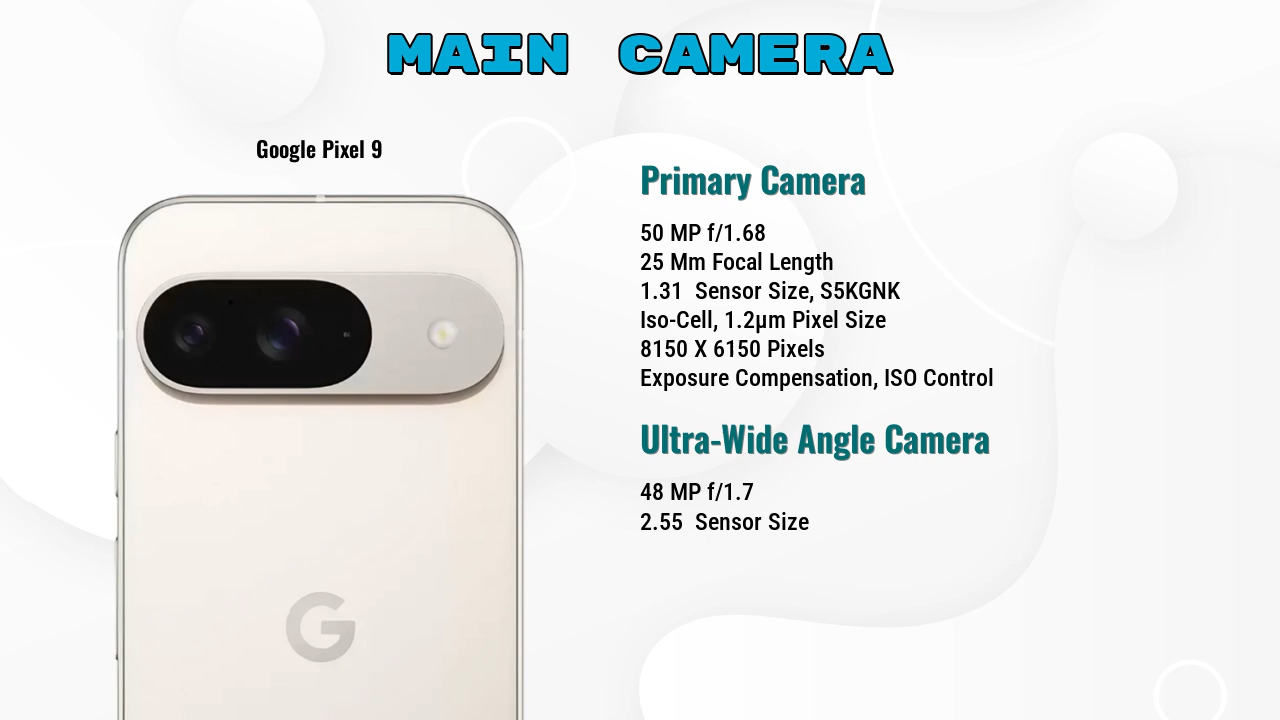 MAIN CAMERA
Google Pixel 9
Primary Camera
50 MP f/1.68
25 Mm Focal Length
1.31  Sensor Size, S5KGNK
Iso-Cell, 1.2µm Pixel Size
8150 X 6150 Pixels
Exposure Compensation, ISO Control
Ultra-Wide Angle Camera
48 MP f/1.7
2.55  Sensor Size
G